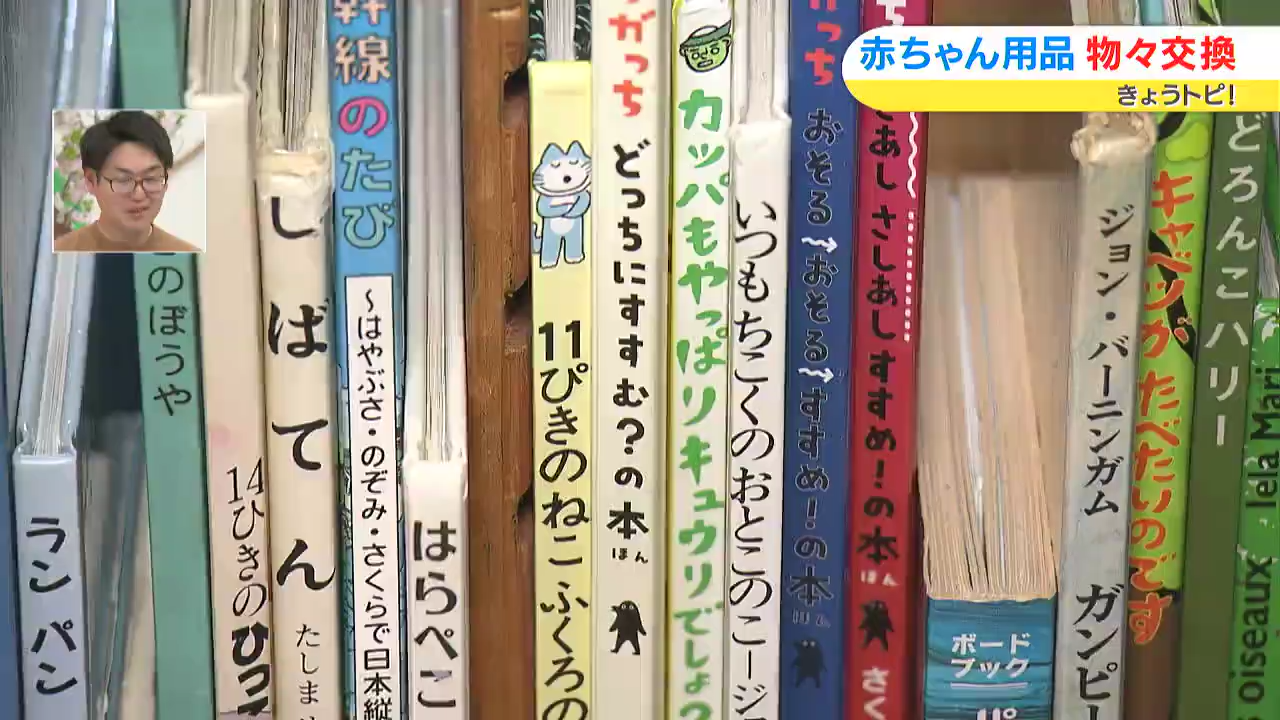 赤ちゃん用品 物々交換
きょうトピ!
ラン パン
のぼうや
14ひきの
しばてん
たしま
幹線のたび
～はやぶさ・のぞみ・さくらで日本縦
はらぺこ
11ぴきのねこ ふくろの
がっち どっちにすすむ?の本
ほん
カッパもやっぱりキュウリでしょ?
いつもちこくのおとこのこージ
がっち おそる→おそる→すすめ!の本
ほん
さしあし さしあし すすめ!の本
ほん
さく
ボード
ブック
ジョン・バーニンガム ガンピー
キャベツが たべたいのです
どろんこハリー
oiseaux Iela Mari